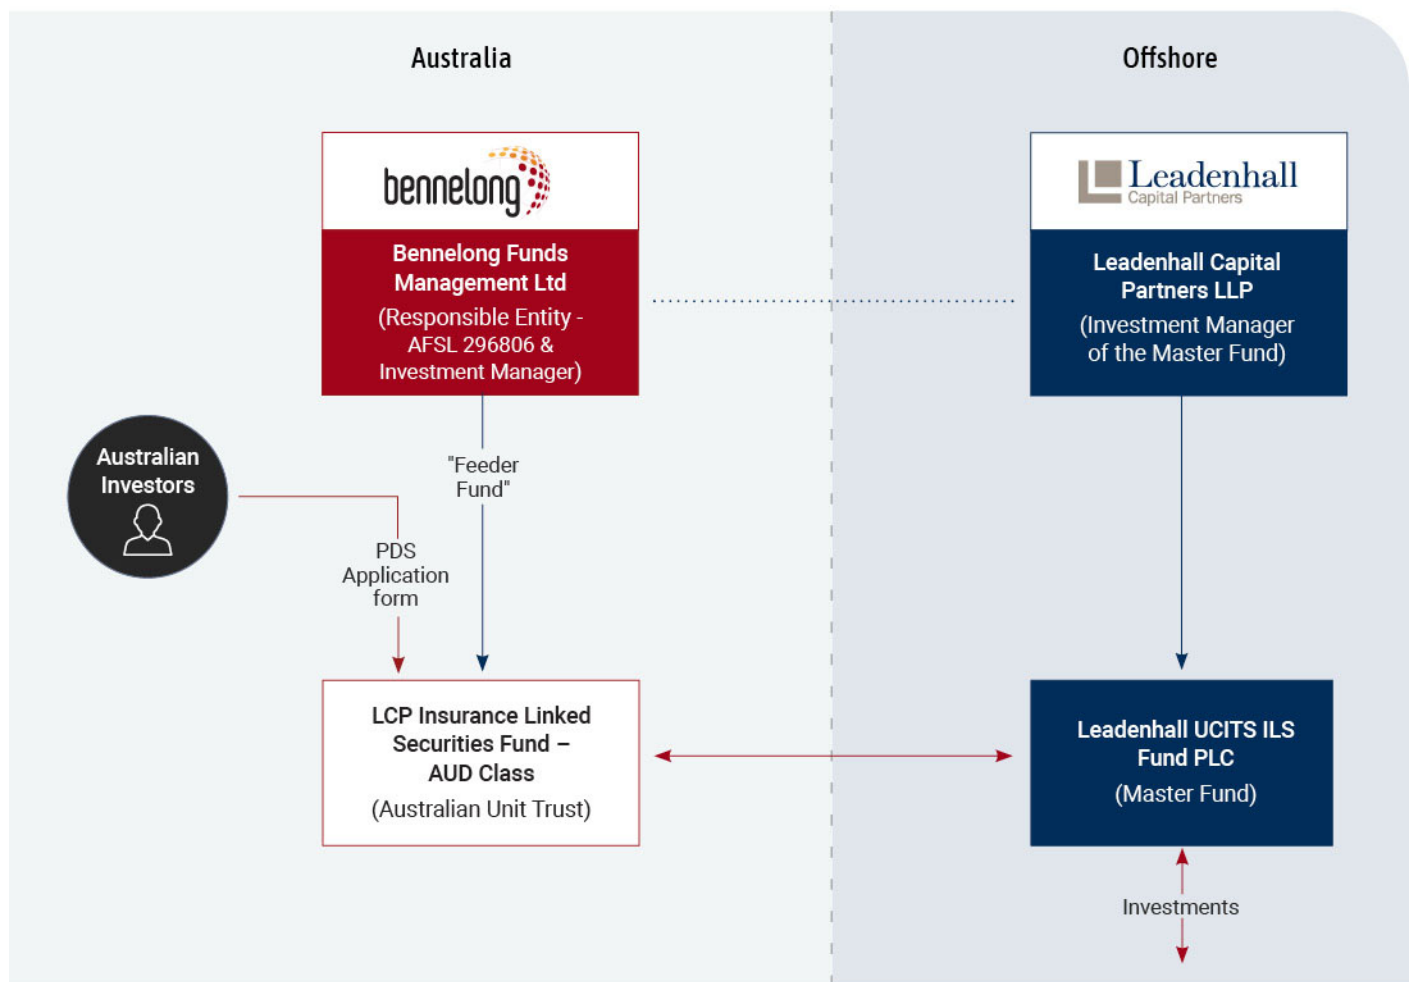 Australia
Offshore
bennelong
Leadenhall
Capital Partners
Bennelong Funds
Management Ltd
(Responsible Entity -
AFSL 296806 &
Investment Manager)
Leadenhall Capital
Partners LLP
(Investment Manager
of the Master Fund)
Australian
Investors
"Feeder
Fund"
PDS
Application
form
LCP Insurance Linked
Securities Fund –
AUD Class
(Australian Unit Trust)
Leadenhall UCITS ILS
Fund PLC
(Master Fund)
Investments